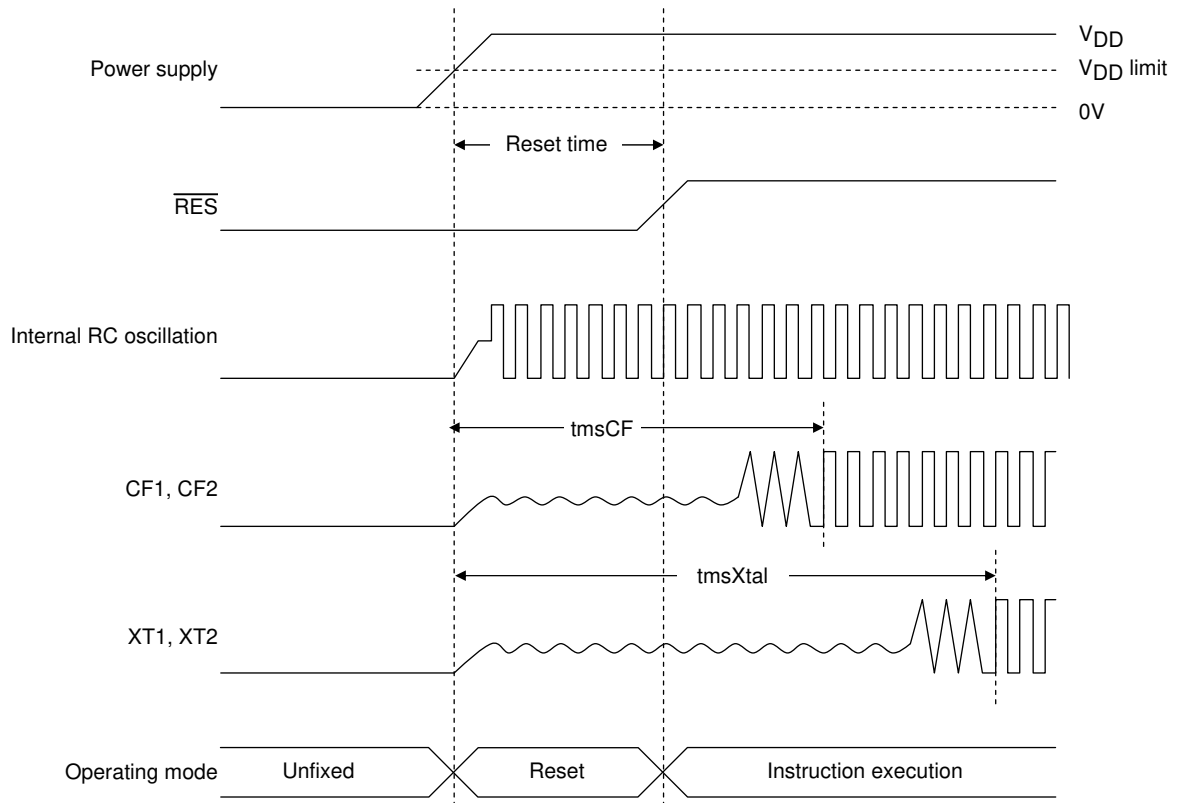 VDD
Power supply
VDD limit
0V
Reset time
RES
Internal RC oscillation
tmsCF
CF1, CF2
tmsXtal
XT1, XT2
Operating mode
Unfixed
Reset
Instruction execution